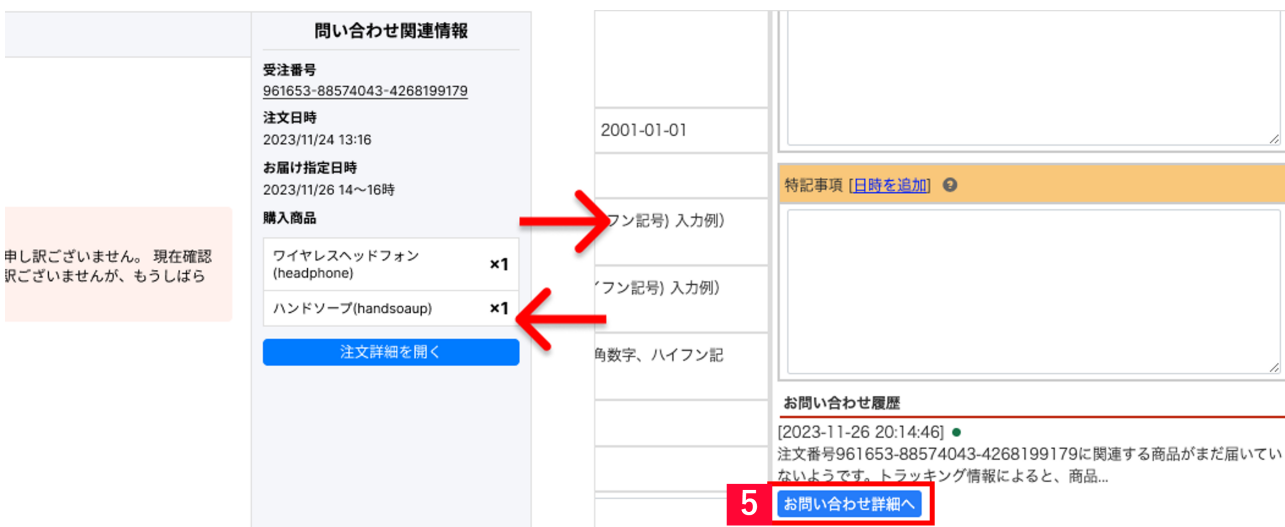 問い合わせ関連情報
受注番号
961653-88574043-4268199179
注文日時
2023/11/24 13:16
お届け指定日時
2023/11/26 14～16時
購入商品
ワイヤレスヘッドフォン
(headphone)
×1
ハンドソープ(handsoaup)
×1
注文詳細を開く
申し訳ございません。 現在確認
訳ございませんが、もうしばら
2001-01-01
フン記号) 入力例）
イフン記号) 入力例）
角数字、ハイフン記
特記事項 [日時を追加] ?
お問い合わせ履歴
[2023-11-26 20:14:46]
注文番号961653-88574043-4268199179に関連する商品がまだ届いてい
ないようです。トラッキング情報によると、商品...
5
お問い合わせ詳細へ